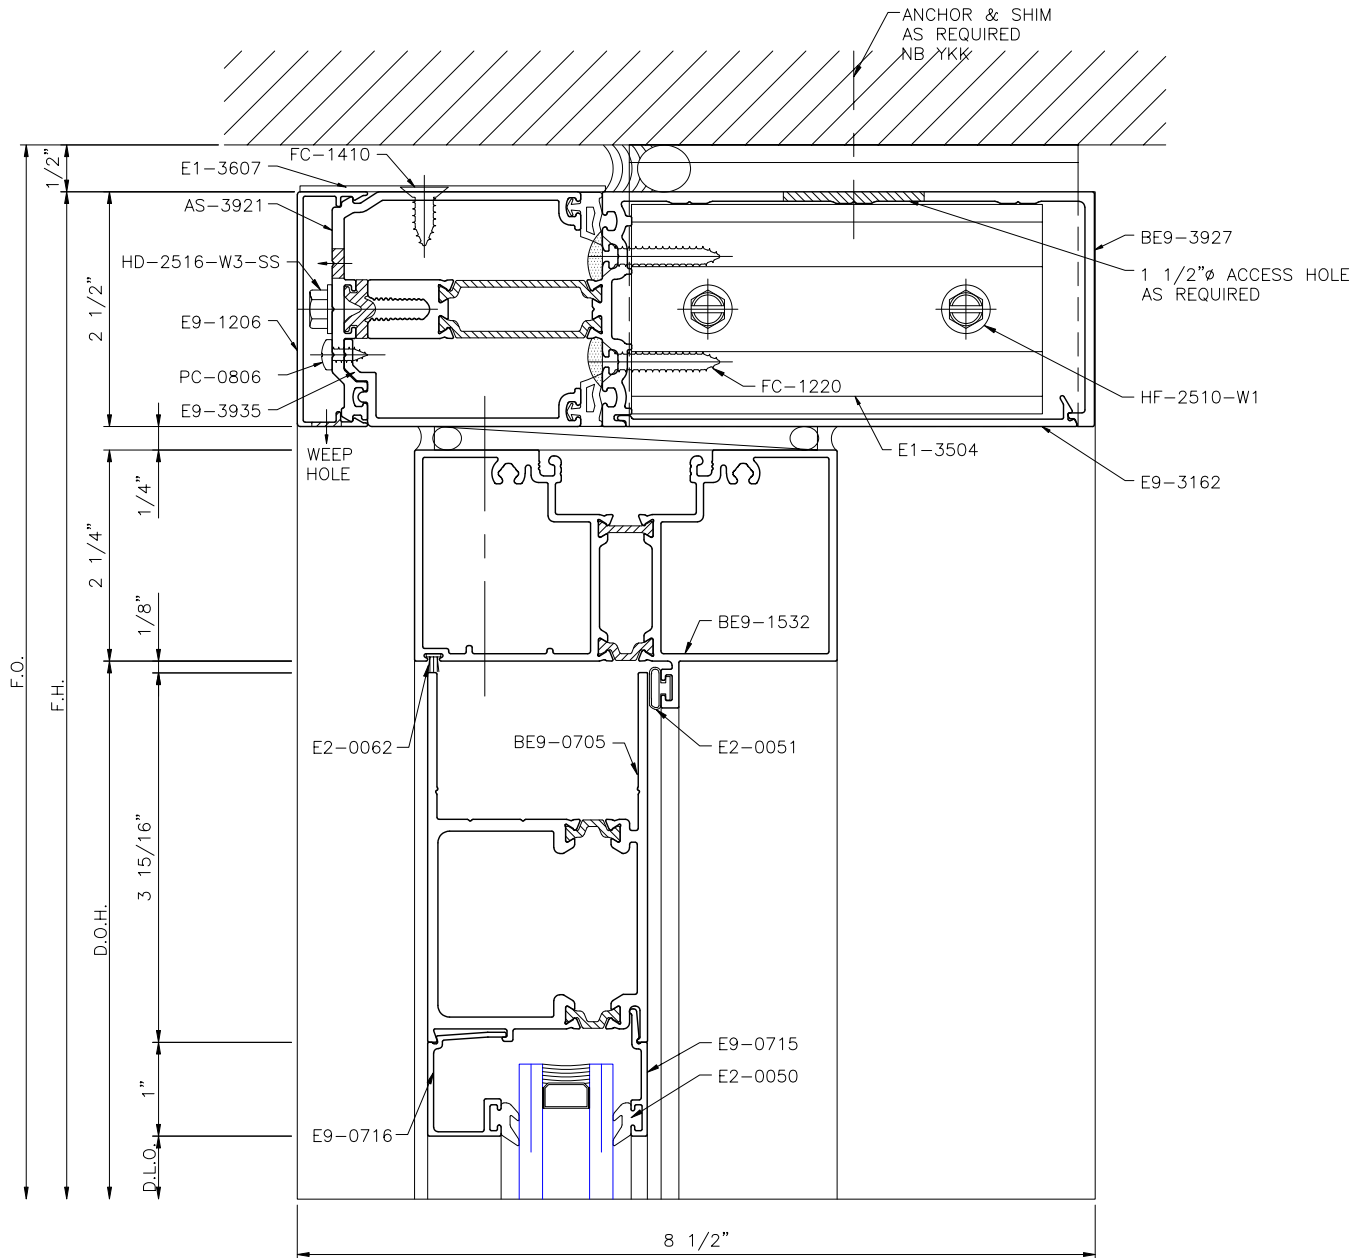 ANCHOR & SHIM
AS REQUIRED
NB YKK
FC-1410
E1-3607
1/2"
AS-3921
BE9-3927
HD-2516-W3-SS
1 1/2"ø ACCESS HOLE
AS REQUIRED
2 1/2"
E9-1206
PC-0806
FC-1220
HF-2510-W1
E9-3935
WEEP
HOLE
E1-3504
E9-3162
1/4"
2 1/4"
1/8"
BE9-1532
F.O.
F.H.
E2-0062
BE9-0705
E2-0051
3 15/16"
D.O.H.
E9-0715
E2-0050
1"
E9-0716
D.L.O.
8 1/2"